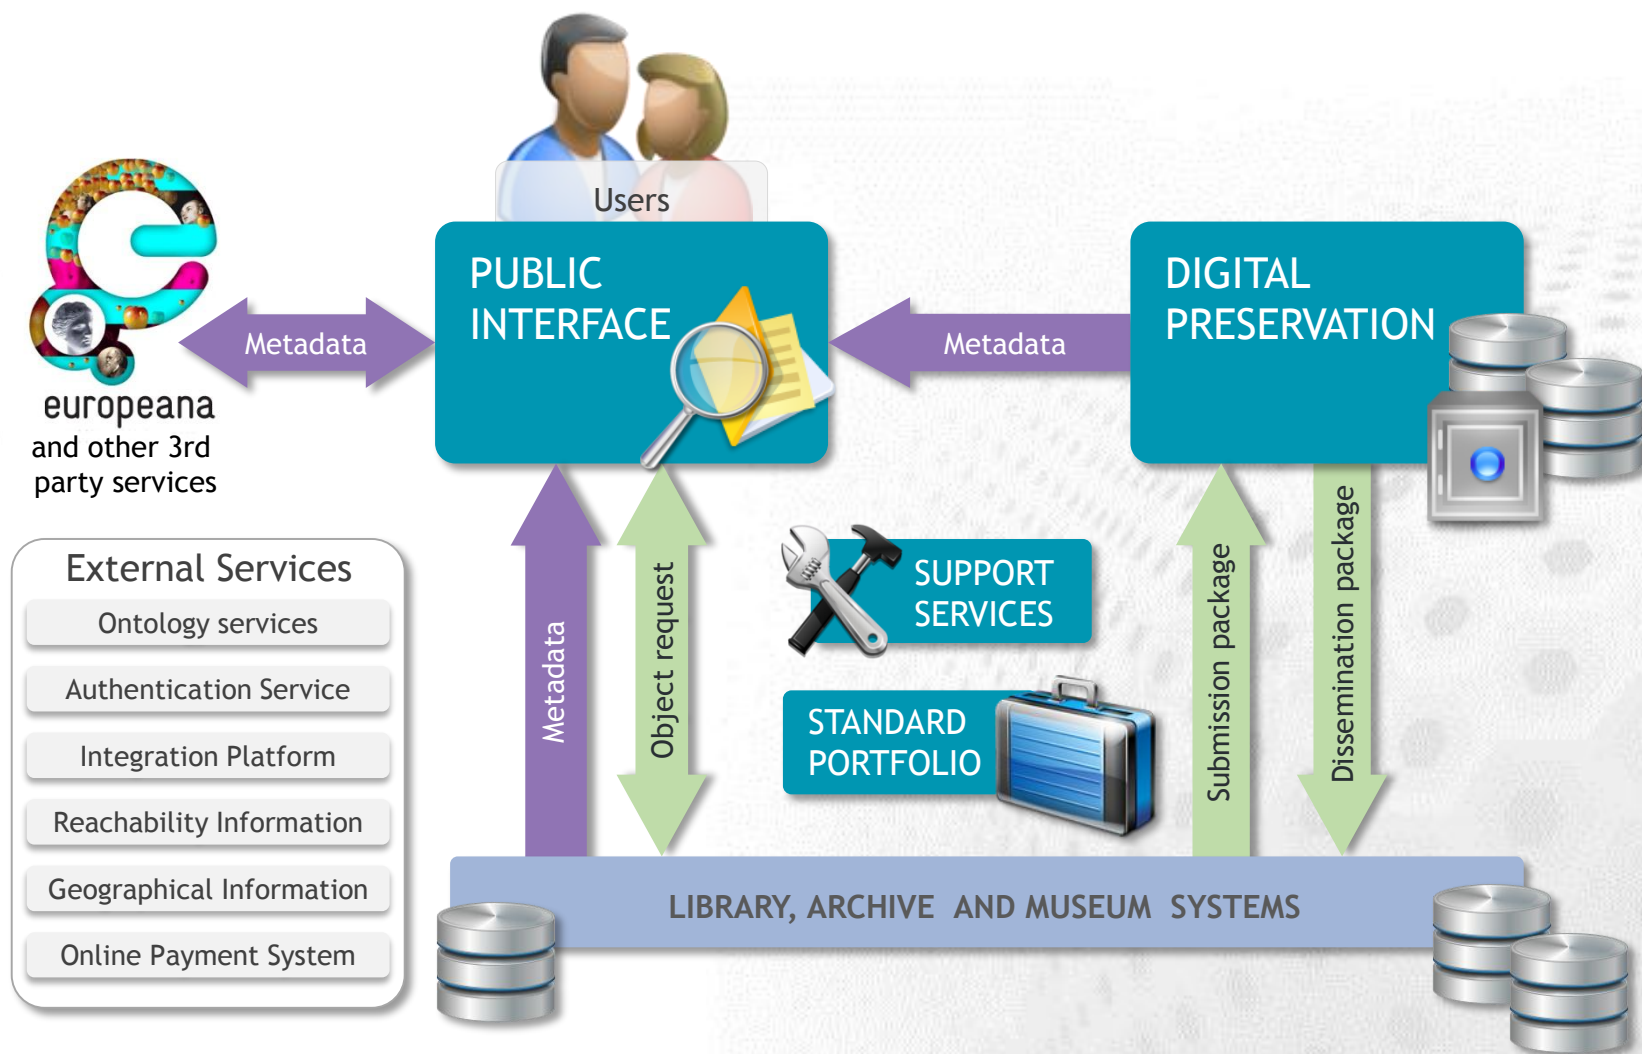 Users
PUBLIC
INTERFACE
DIGITAL
PRESERVATION
Metadata
Metadata
europeana
and other 3rd
party services
External Services
Ontology services
Authentication Service
Integration Platform
Reachability Information
Geographical Information
Online Payment System
Metadata
Object request
SUPPORT
SERVICES
STANDARD
PORTFOLIO
Submission package
Dissemination package
LIBRARY, ARCHIVE AND MUSEUM SYSTEMS